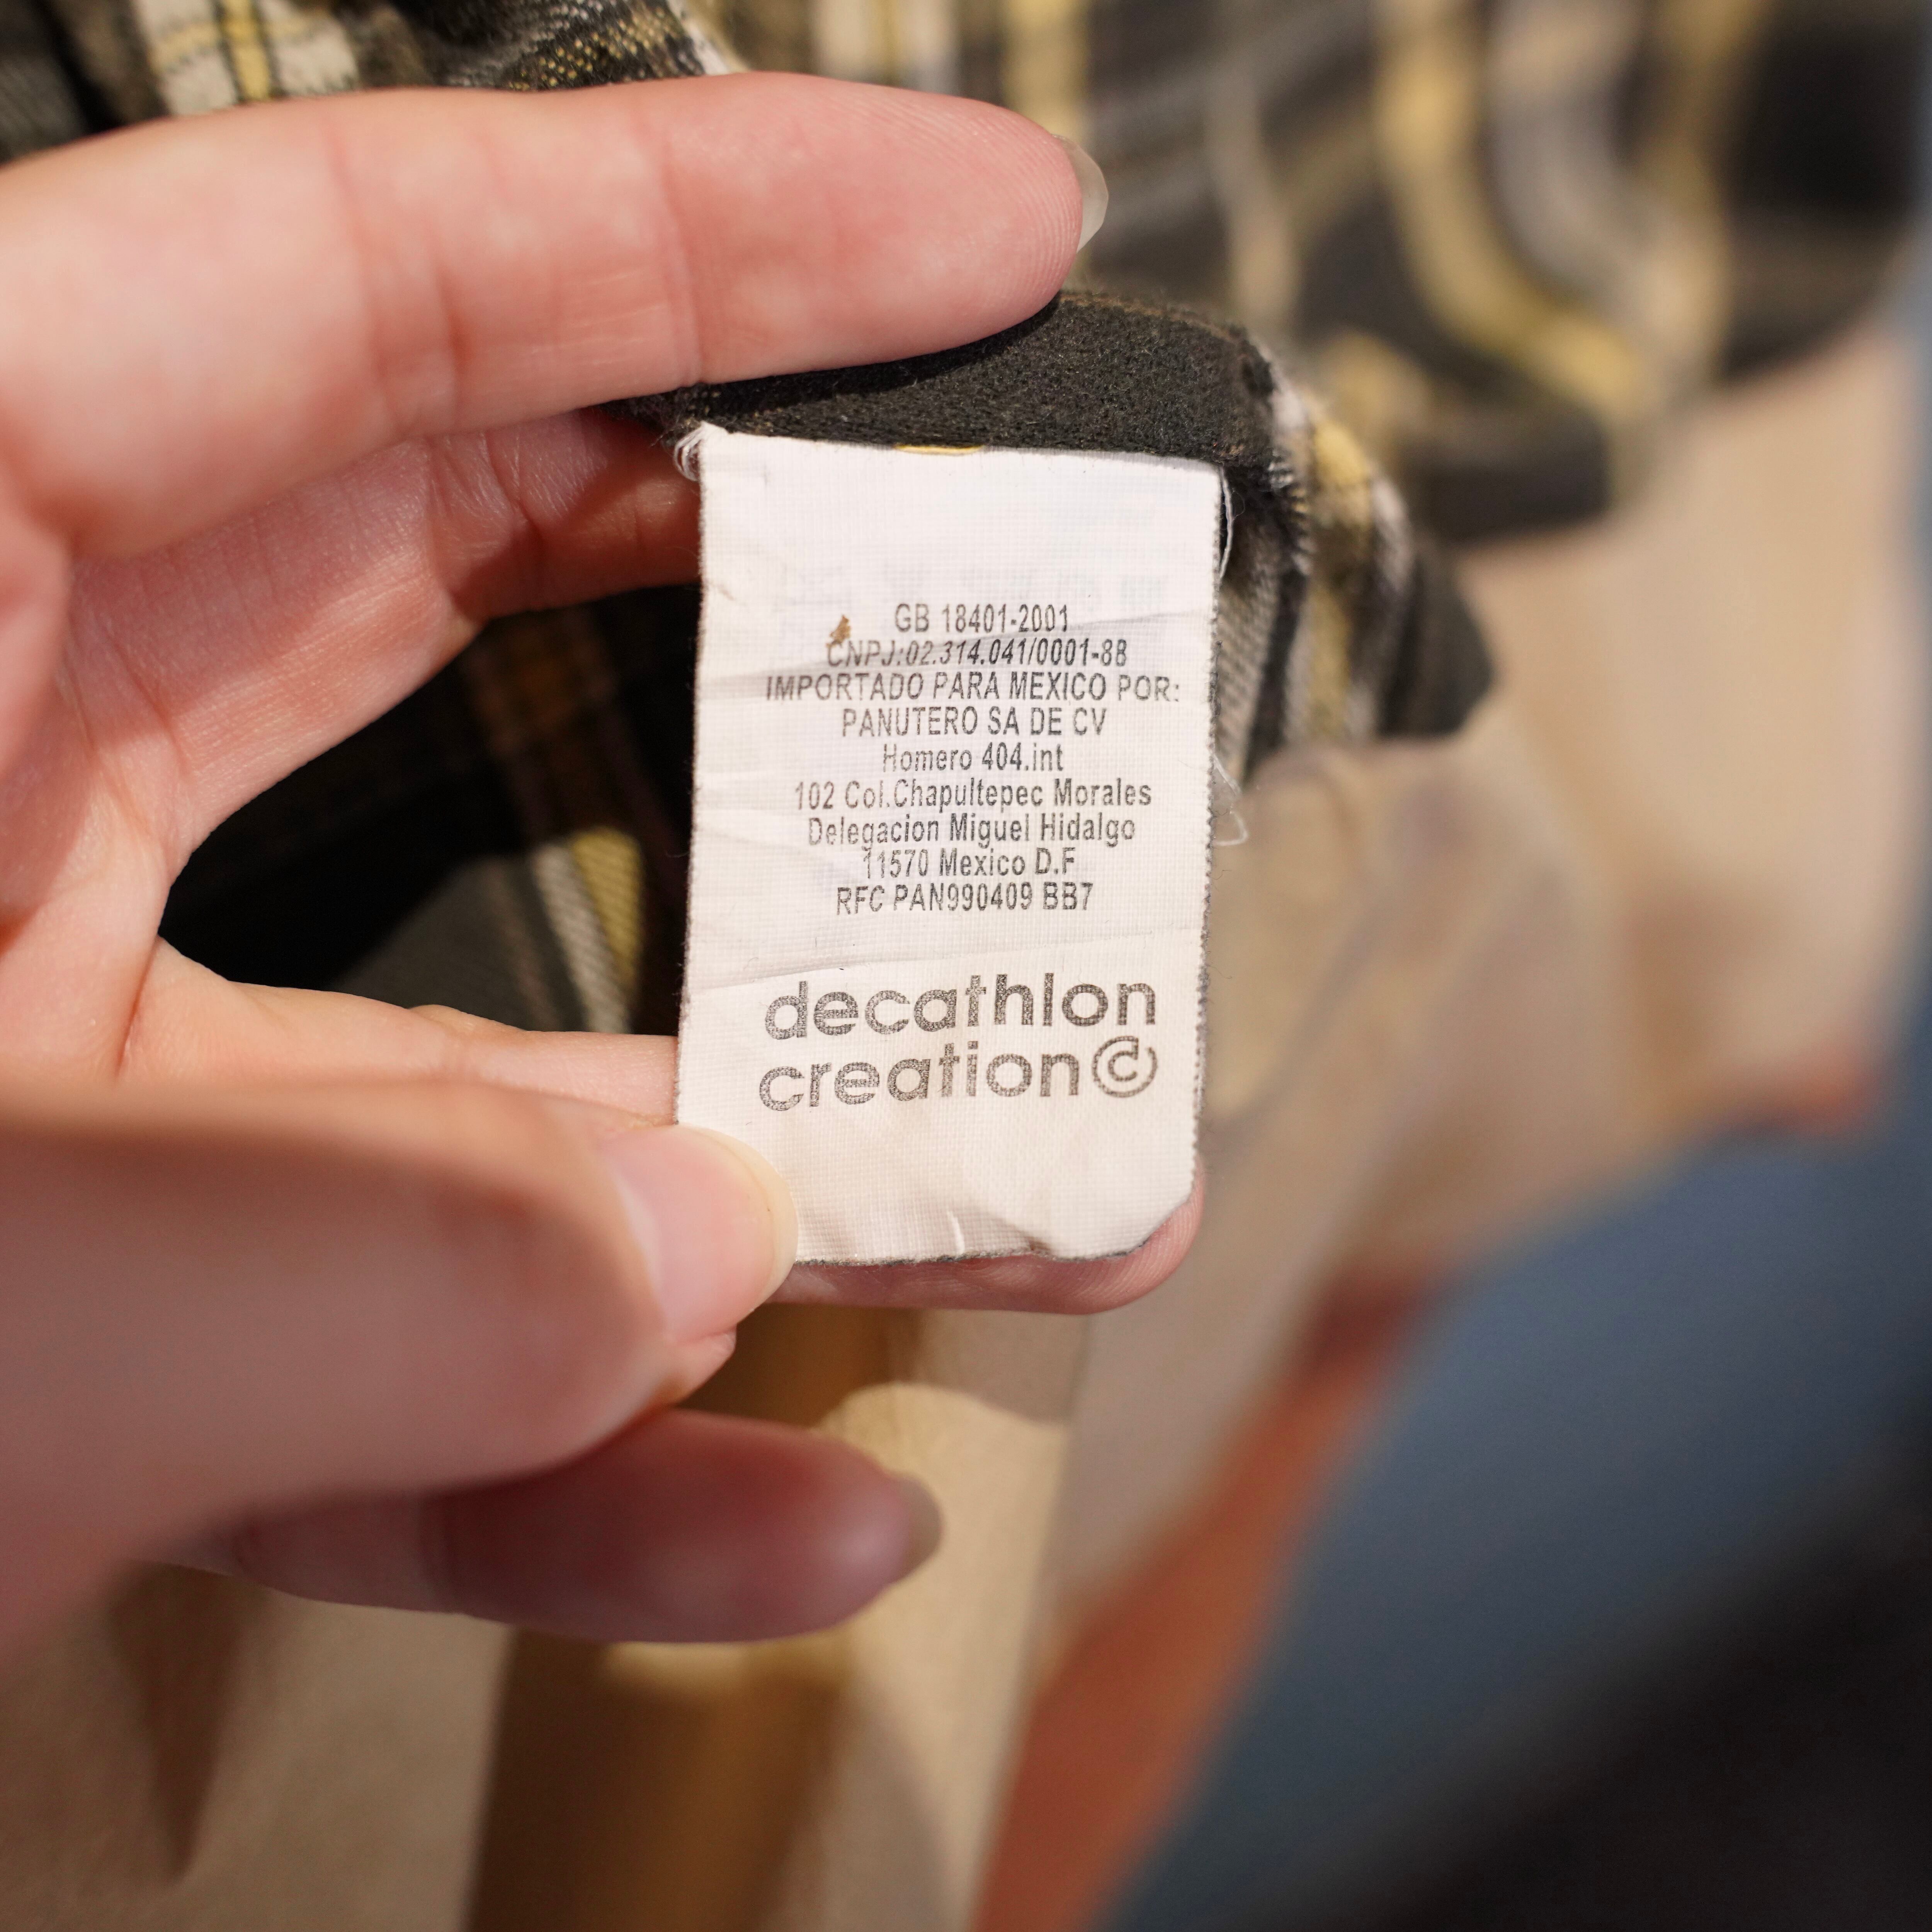 GB 18401-2001
CNPJ:02.314.041/0001-88
IMPORTADO PARA MEXICO POR:
PANUTERO SA DE CV
Homero 404.int
102 Col.Chapultepec Morales
Delegacion Miguel Hidalgo
11570 Mexico D.F
RFC PAN990409 BB7
decathlon
creation©